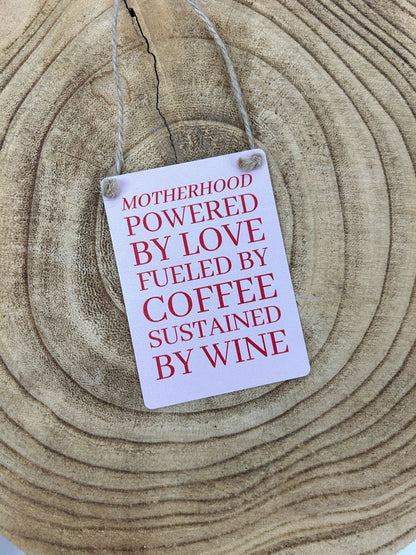 MOTHERHOOD
POWERED
BY LOVE
FUELED BY
COFFEE
SUSTAINED
BY WINE